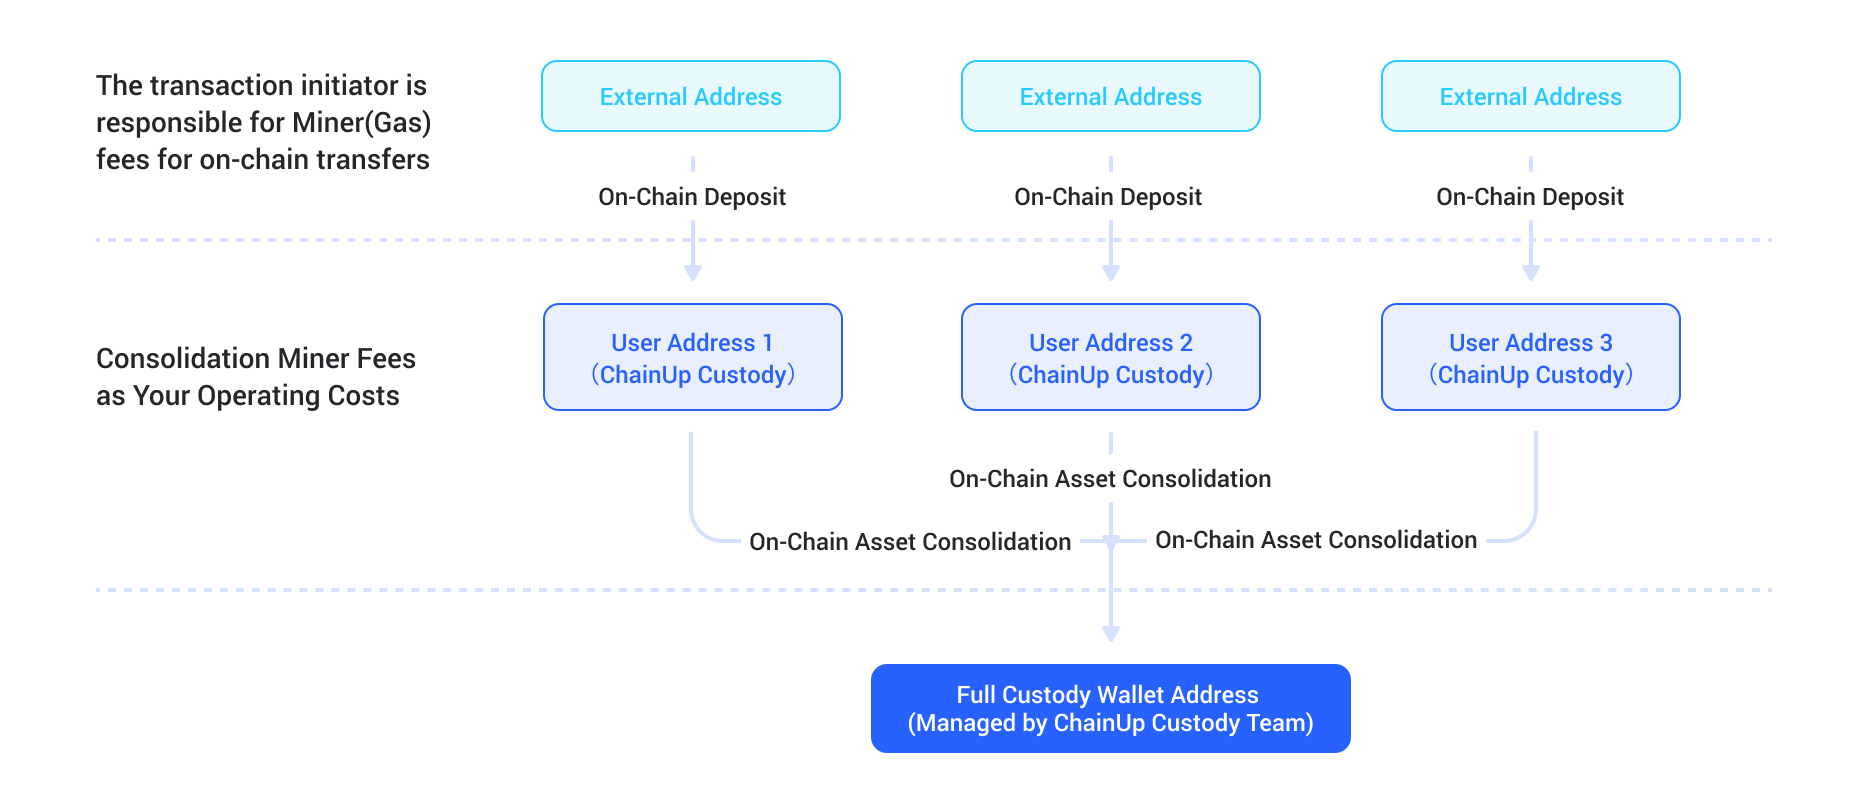 The transaction initiator is
responsible for Miner(Gas)
fees for on-chain transfers
External Address
External Address
External Address
On-Chain Deposit
On-Chain Deposit
On-Chain Deposit
Consolidation Miner Fees
as Your Operating Costs
User Address 1
（ChainUp Custody）
User Address 2
（ChainUp Custody）
User Address 3
（ChainUp Custody）
On-Chain Asset Consolidation
On-Chain Asset Consolidation
On-Chain Asset Consolidation
Full Custody Wallet Address
(Managed by ChainUp Custody Team)